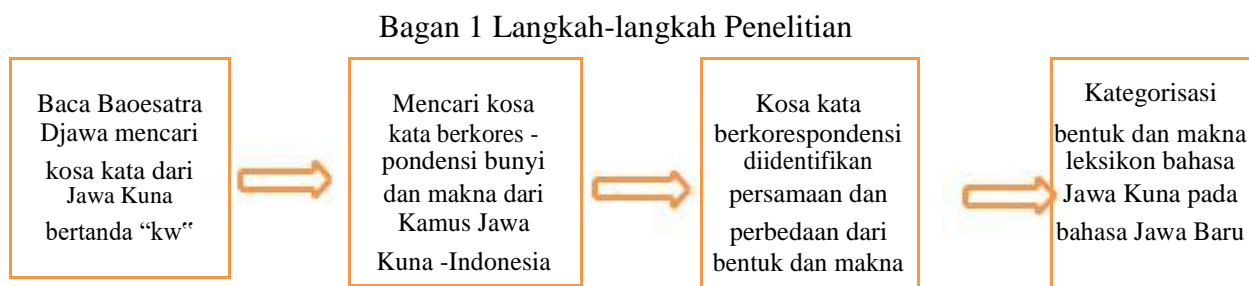 Bagan 1 Langkah-langkah Penelitian
Baca Baoesatra
Djawa mencari
kosa kata dari
Jawa Kuna
bertanda “kw‟
Mencari kosa
kata berkores -
pondensi bunyi
dan makna dari
Kamus Jawa
Kuna -Indonesia
Kosa kata
berkorespondensi
diidentifikan
persamaan dan
perbedaan dari
bentuk dan makna
Kategorisasi
bentuk dan makna
leksikon bahasa
Jawa Kuna pada
bahasa Jawa Baru